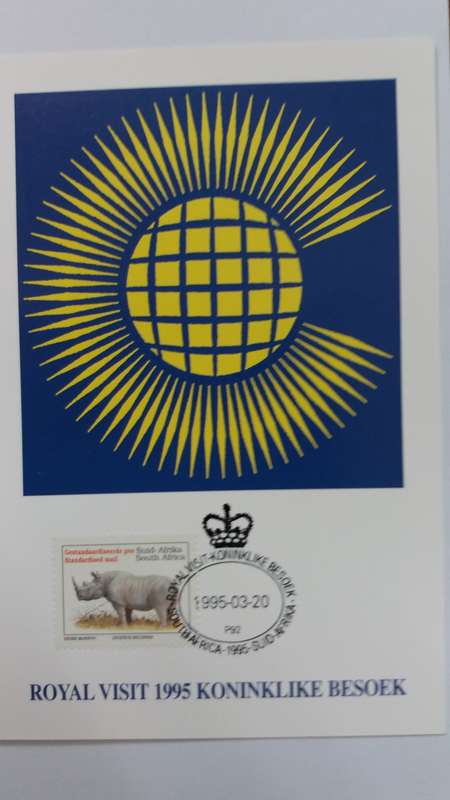 Gestandaardiseerde pos Suid-Afrika
Standardised mail South Africa
ROYAL VISIT·KONINKLIKE BESOEK
1995-03-20
P92
SOUTH AFRICA·1995·SUID-AFRIKA
ROYAL VISIT 1995 KONINKLIKE BESOEK